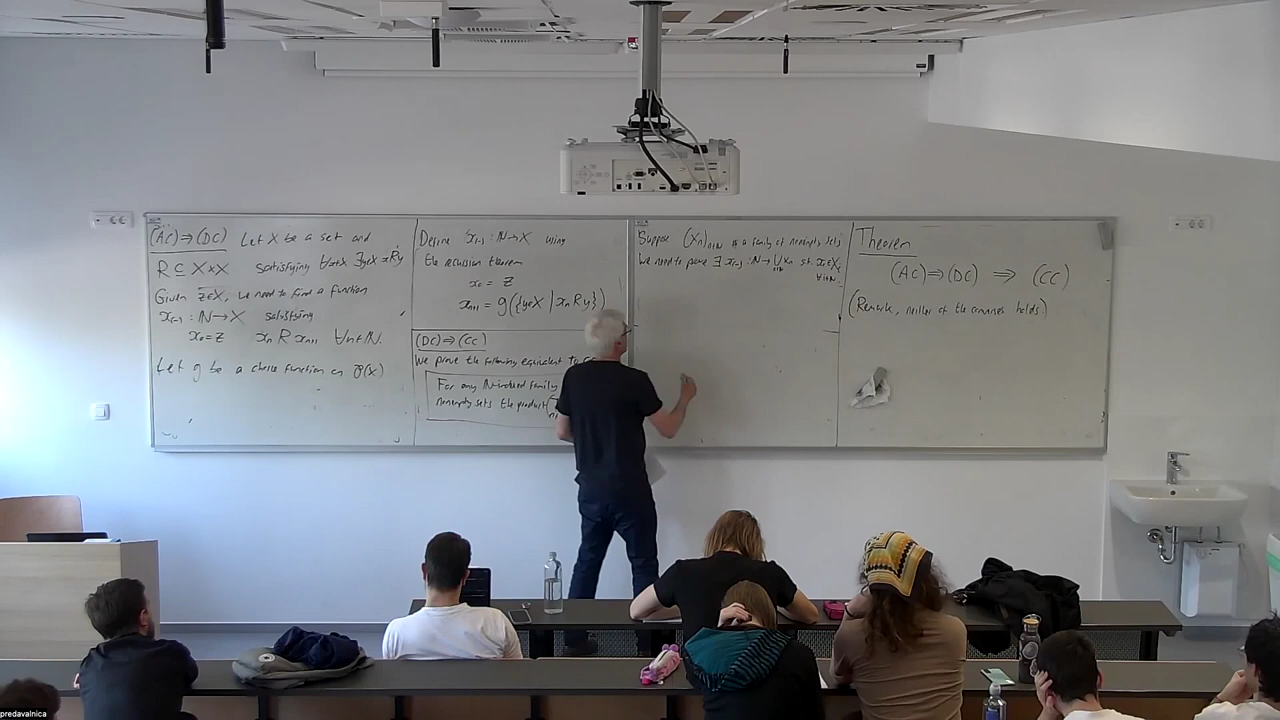 (AC)⇒(DC) Let X be a set and
R ⊆ X×X satisfying ∀x∈X ∃y∈X xRy
Given z∈X, we need to find a function
x(-) : ℕ→X satisfying
x₀=z xₙ R xₙ₊₁ ∀n∈ℕ.
Let g be a choice function on 𝒫(X)
Define x(-) : ℕ→X using
the recursion theorem
x₀ = z
xₙ₊₁ = g({y∈X | xₙRy})
(DC)⇒(CC)
We prove the following equivalent to
For any ℕ-indexed family
nonempty sets the product
Suppose (Xₙ)ₙ∈ℕ is a family of nonempty sets
We need to prove ∃ x(-) : ℕ→⋃Xₙ st.
Theorem
(AC)⇒(DC) ⇒ (CC)
(Remark, neither of the converses holds)
predavalnica